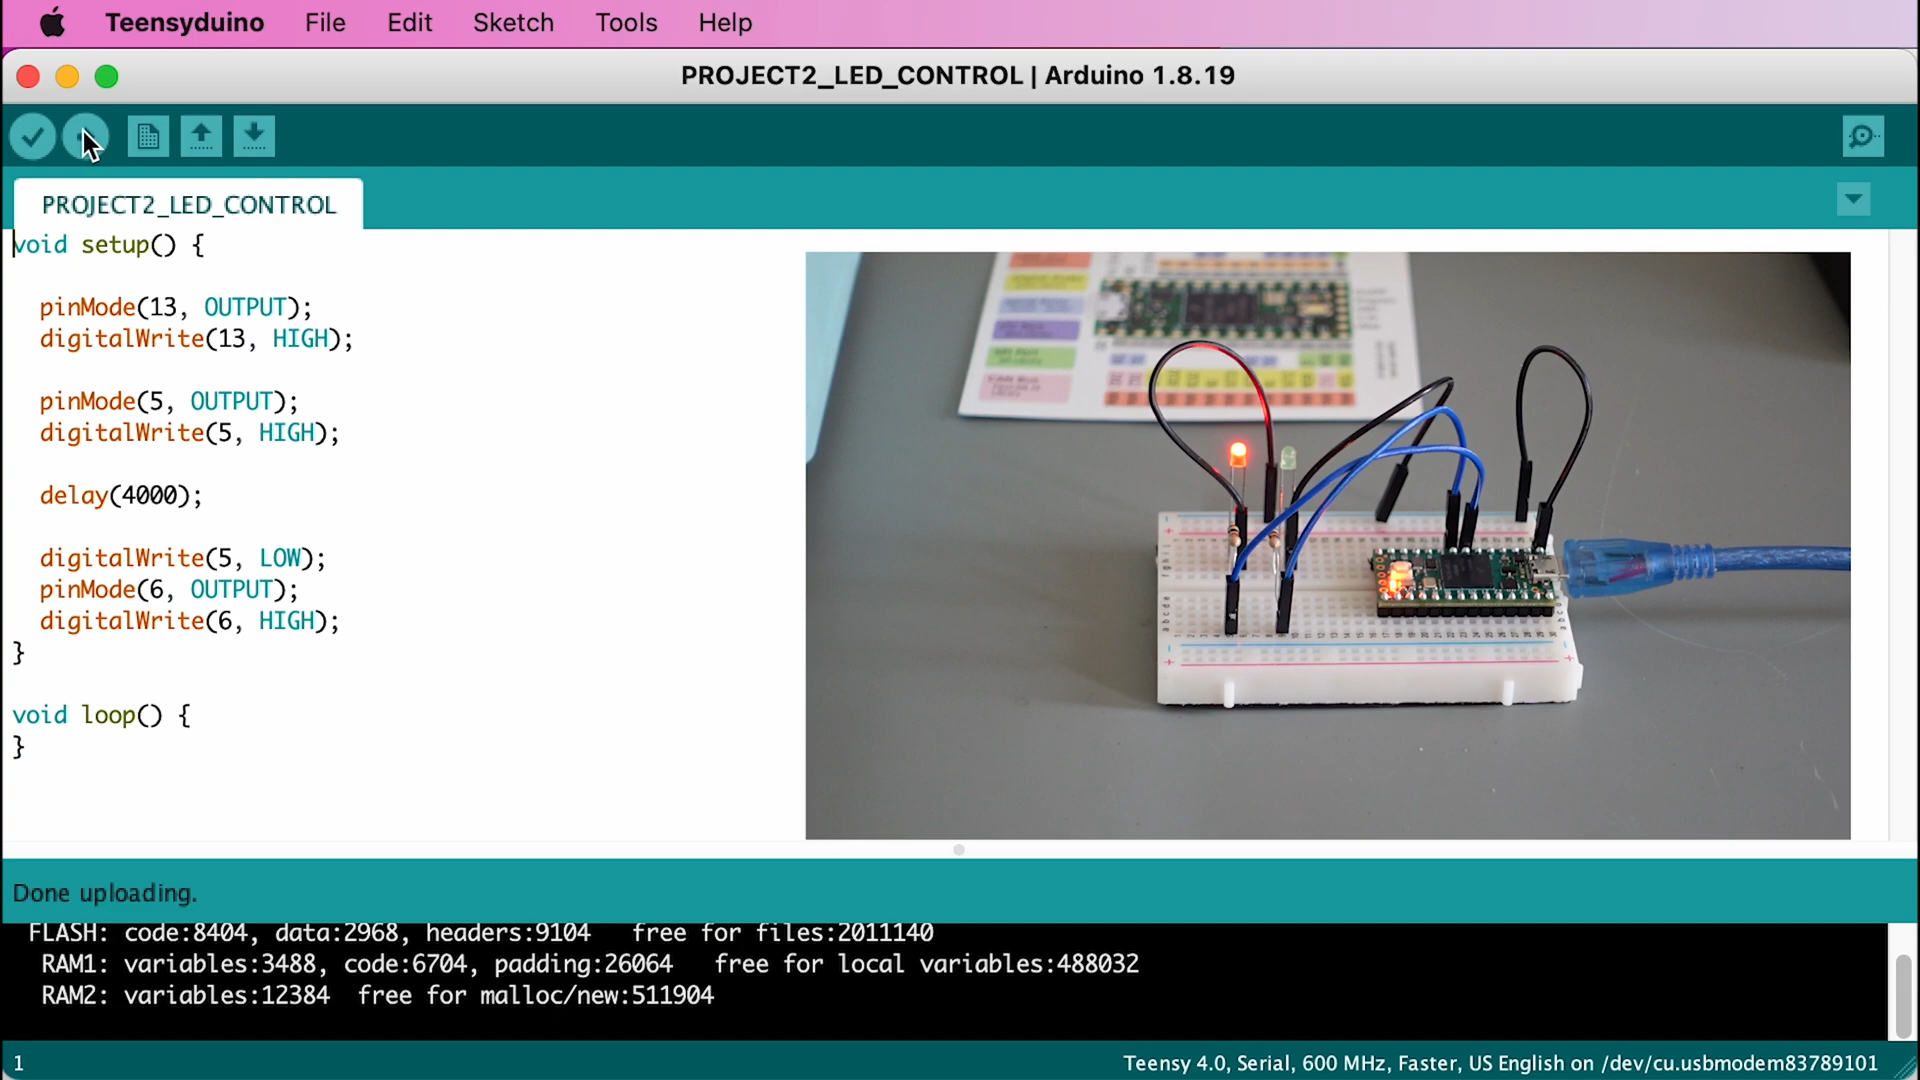 Teensyduino File Edit Sketch Tools Help
PROJECT2_LED_CONTROL | Arduino 1.8.19
PROJECT2_LED_CONTROL
void setup() {
pinMode(13, OUTPUT);
digitalWrite(13, HIGH);
pinMode(5, OUTPUT);
digitalWrite(5, HIGH);
delay(4000);
digitalWrite(5, LOW);
pinMode(6, OUTPUT);
digitalWrite(6, HIGH);
}
void loop() {
}
Done uploading.
FLASH: code:8404, data:2968, headers:9104 free for files:2011140
RAM1: variables:3488, code:6704, padding:26064 free for local variables:488032
RAM2: variables:12384 free for malloc/new:511904
1 Teensy 4.0, Serial, 600 MHz, Faster, US English on /dev/cu.usbmodem83789101